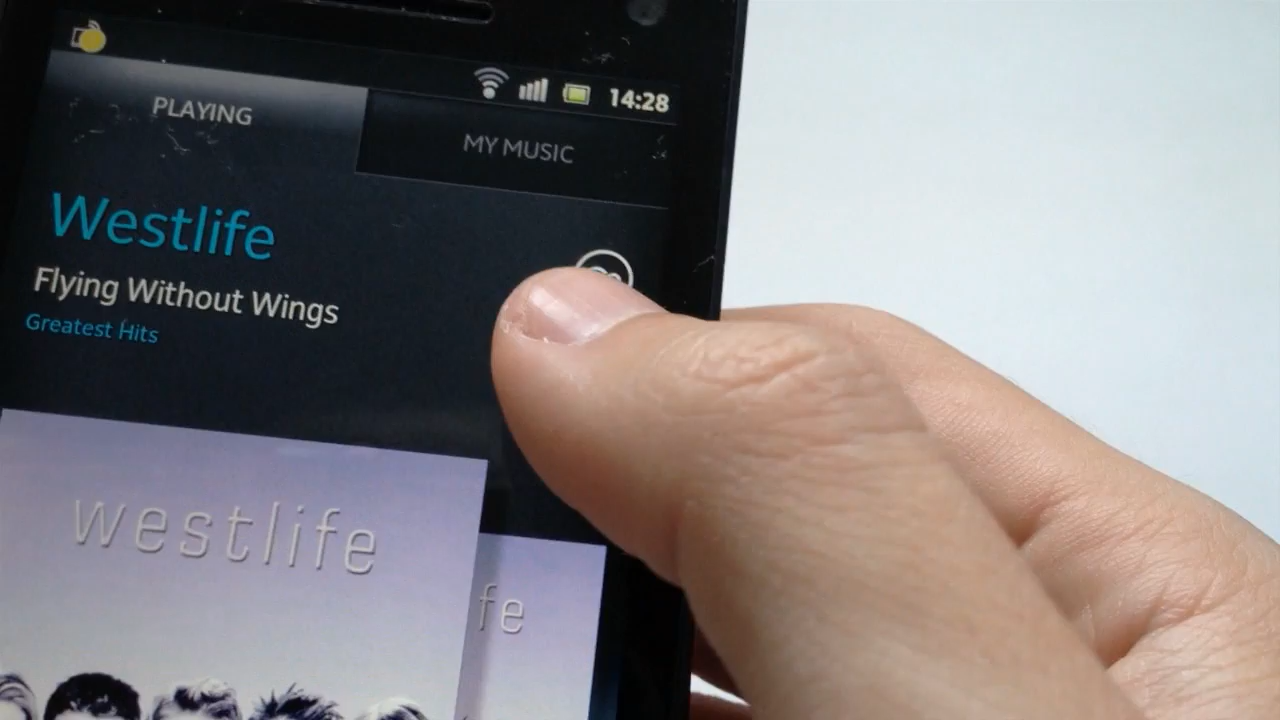 14:28
PLAYING
MY MUSIC
Westlife
Flying Without Wings
Greatest Hits
westlife
fe